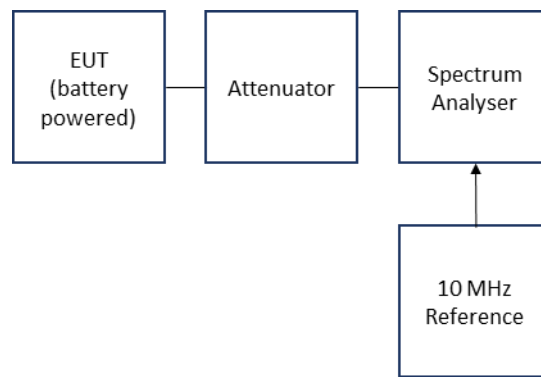 EUT
(battery
powered)
Attenuator
Spectrum
Analyser
10 MHz
Reference